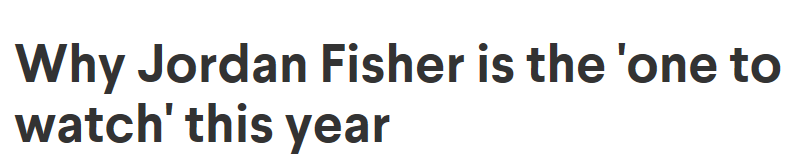 Why Jordan Fisher is the 'one to
watch' this year